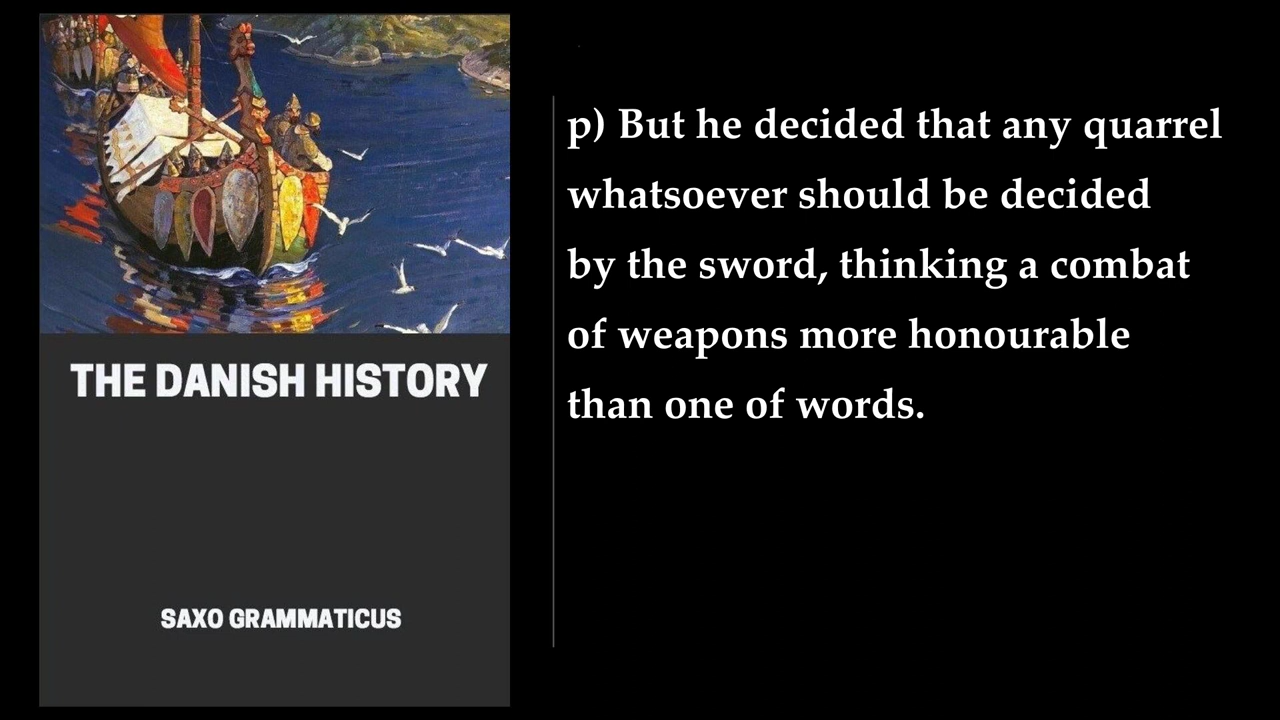 THE DANISH HISTORY
SAXO GRAMMATICUS
p) But he decided that any quarrel
whatsoever should be decided
by the sword, thinking a combat
of weapons more honourable
than one of words.